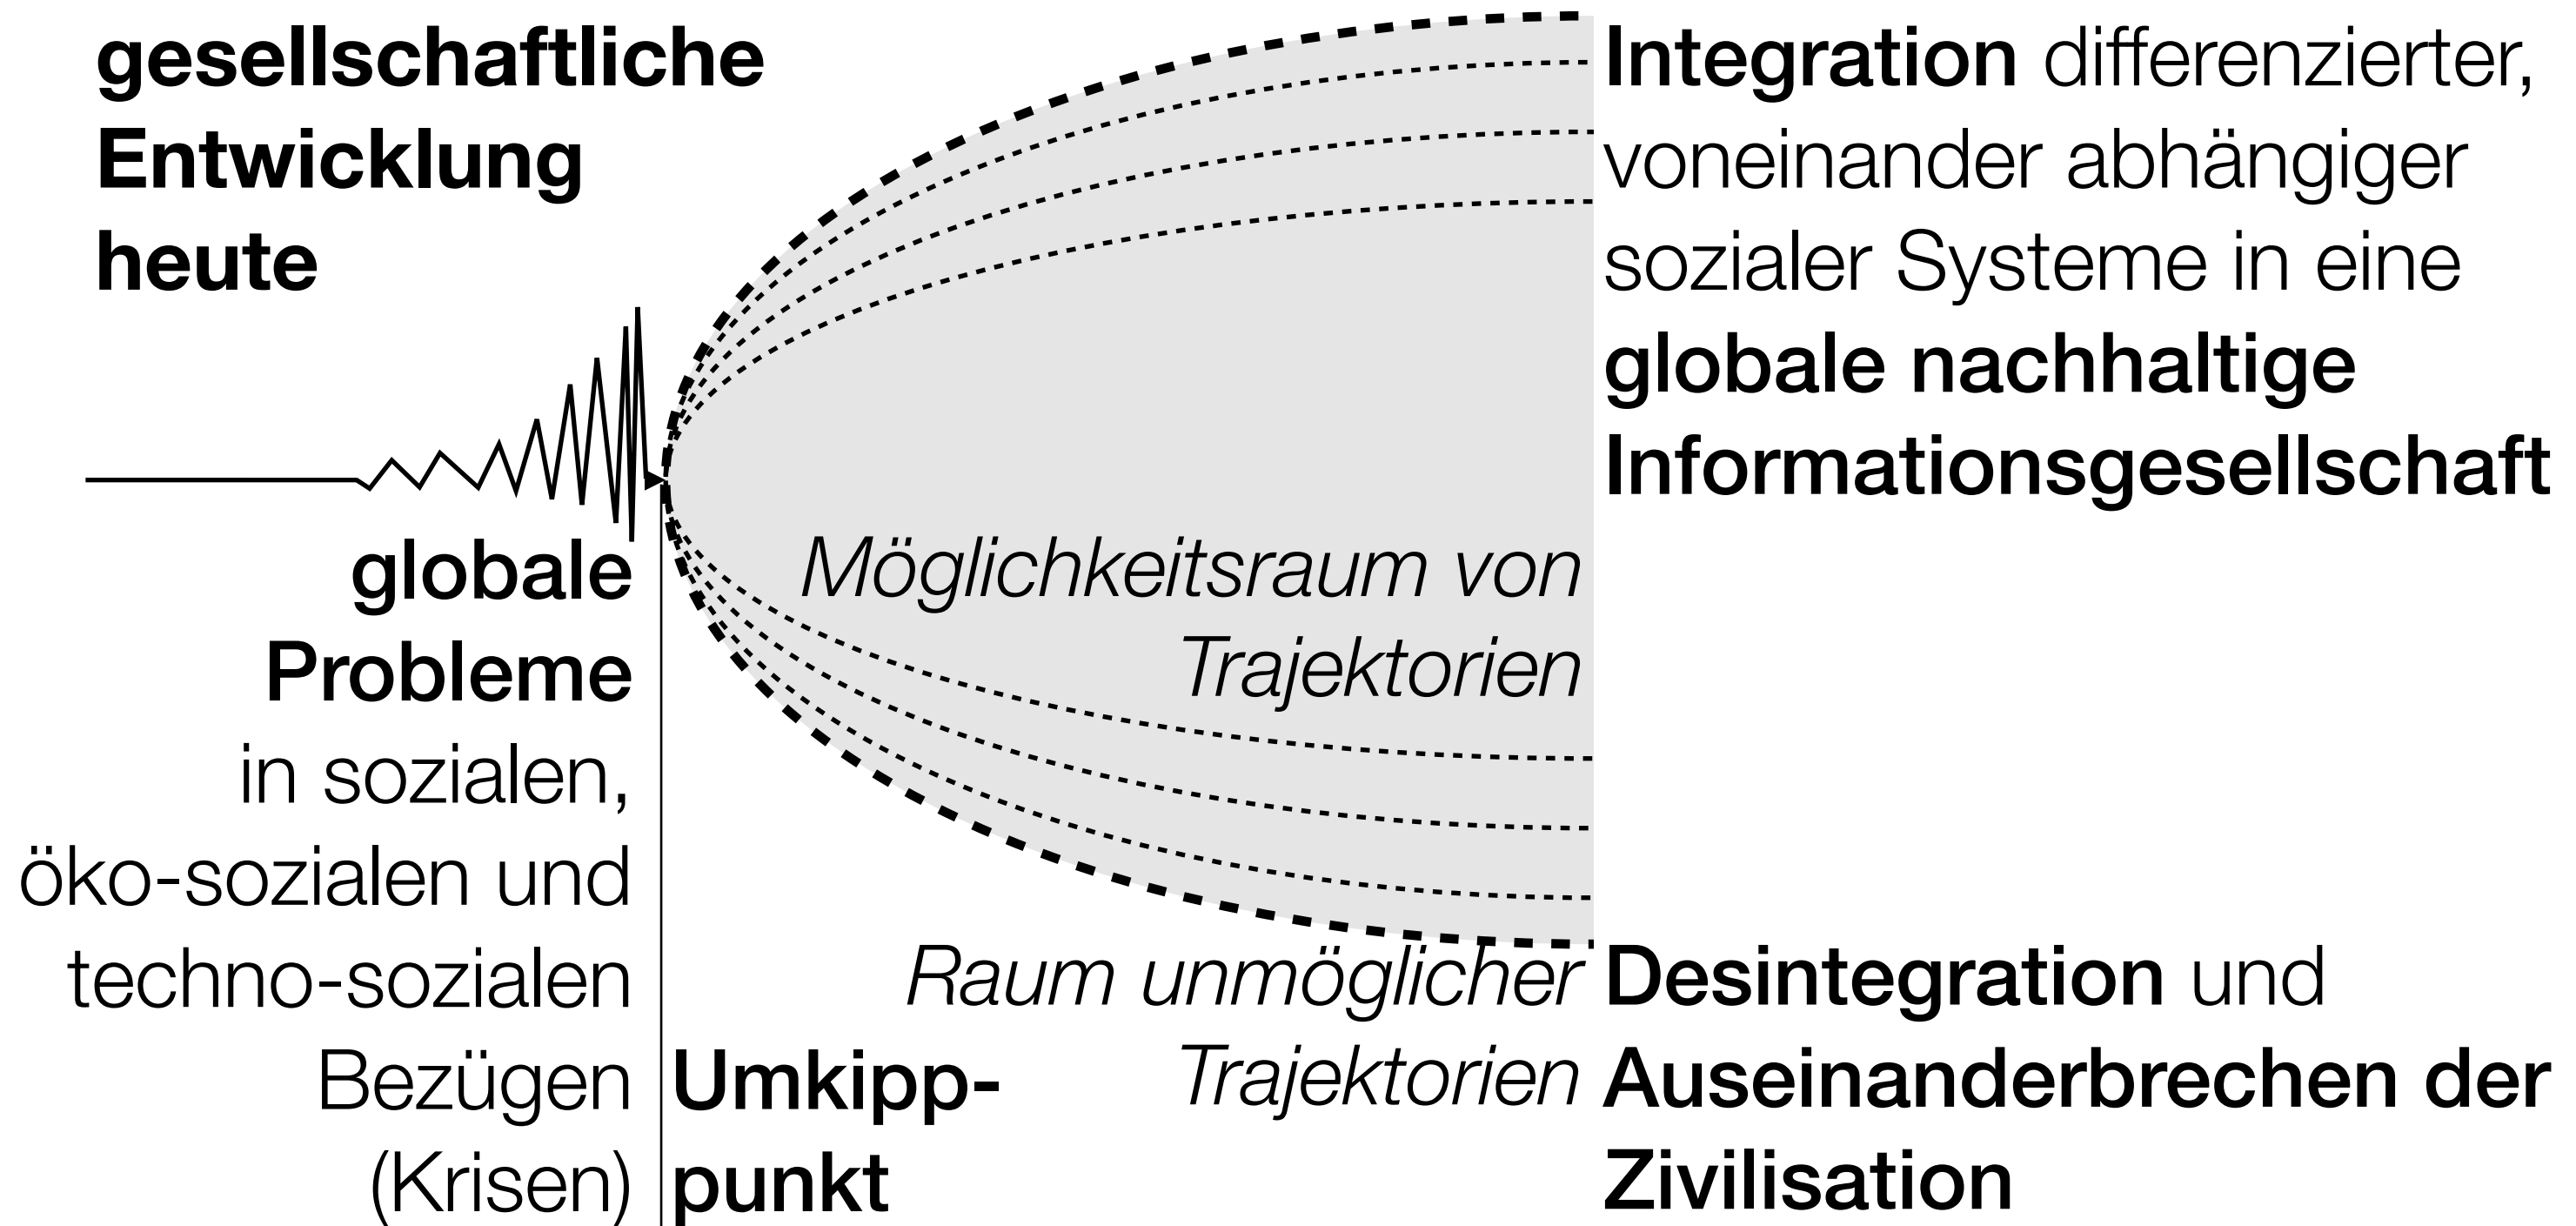 gesellschaftliche
Entwicklung
heute
globale
Probleme
in sozialen,
öko-sozialen und
techno-sozialen
Bezügen
(Krisen)
Umkipp-
punkt
Möglichkeitsraum von
Trajektorien
Raum unmöglicher
Trajektorien
Integration differenzierter,
voneinander abhängiger
sozialer Systeme in eine
globale nachhaltige
Informationsgesellschaft
Desintegration und
Auseinanderbrechen der
Zivilisation